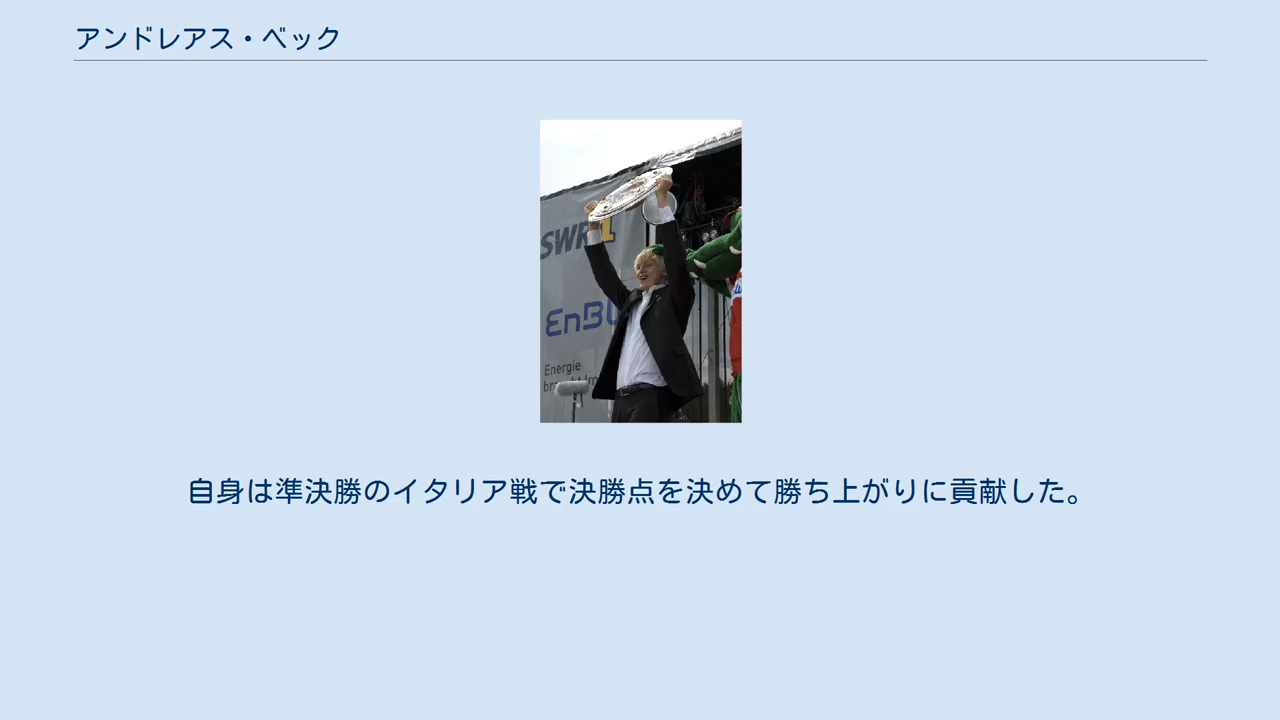 アンドレアス・ベック
SWR1
EnB
Energie
自身は準決勝のイタリア戦で決勝点を決めて勝ち上がりに貢献した。